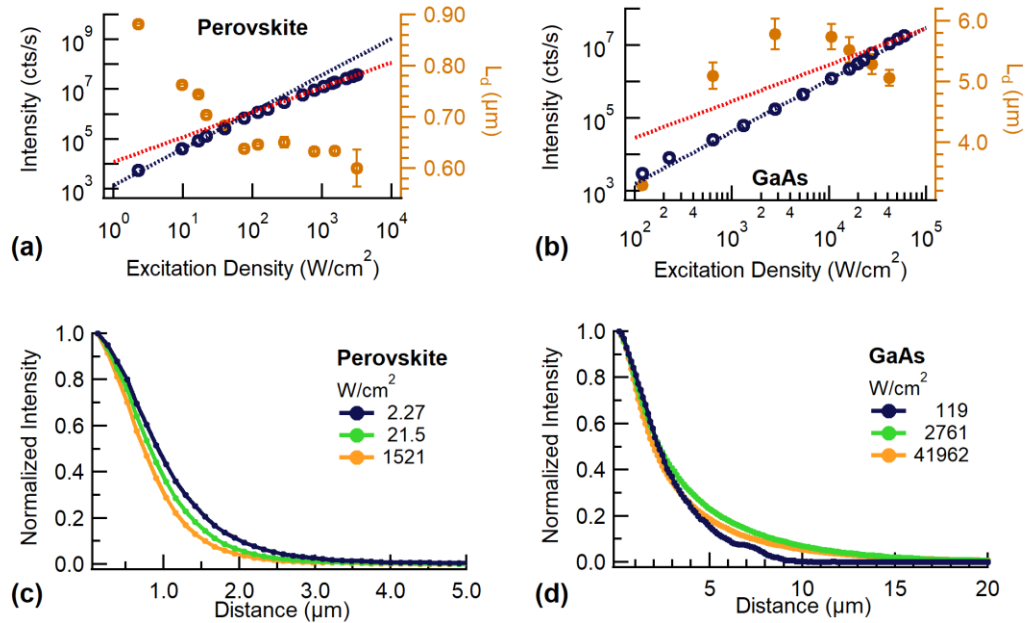 Perovskite
Intensity (cts/s)
10^9
10^7
10^5
10^3
0.90
0.80
0.70
0.60
L_d (μm)
10^0 10^1 10^2 10^3 10^4
(a)
Excitation Density (W/cm^2)
Intensity (cts/s)
10^7
10^5
10^3
6.0
5.0
4.0
L_d (μm)
GaAs
2 4 2 4 2 4
10^2 10^3 10^4 10^5
(b)
Excitation Density (W/cm^2)
Normalized Intensity
1.0
0.8
0.6
0.4
0.2
0.0
Perovskite
W/cm^2
2.27
21.5
1521
1.0 2.0 3.0 4.0 5.0
(c)
Distance (μm)
Normalized Intensity
1.0
0.8
0.6
0.4
0.2
0.0
GaAs
W/cm^2
119
2761
41962
5 10 15 20
(d)
Distance (μm)